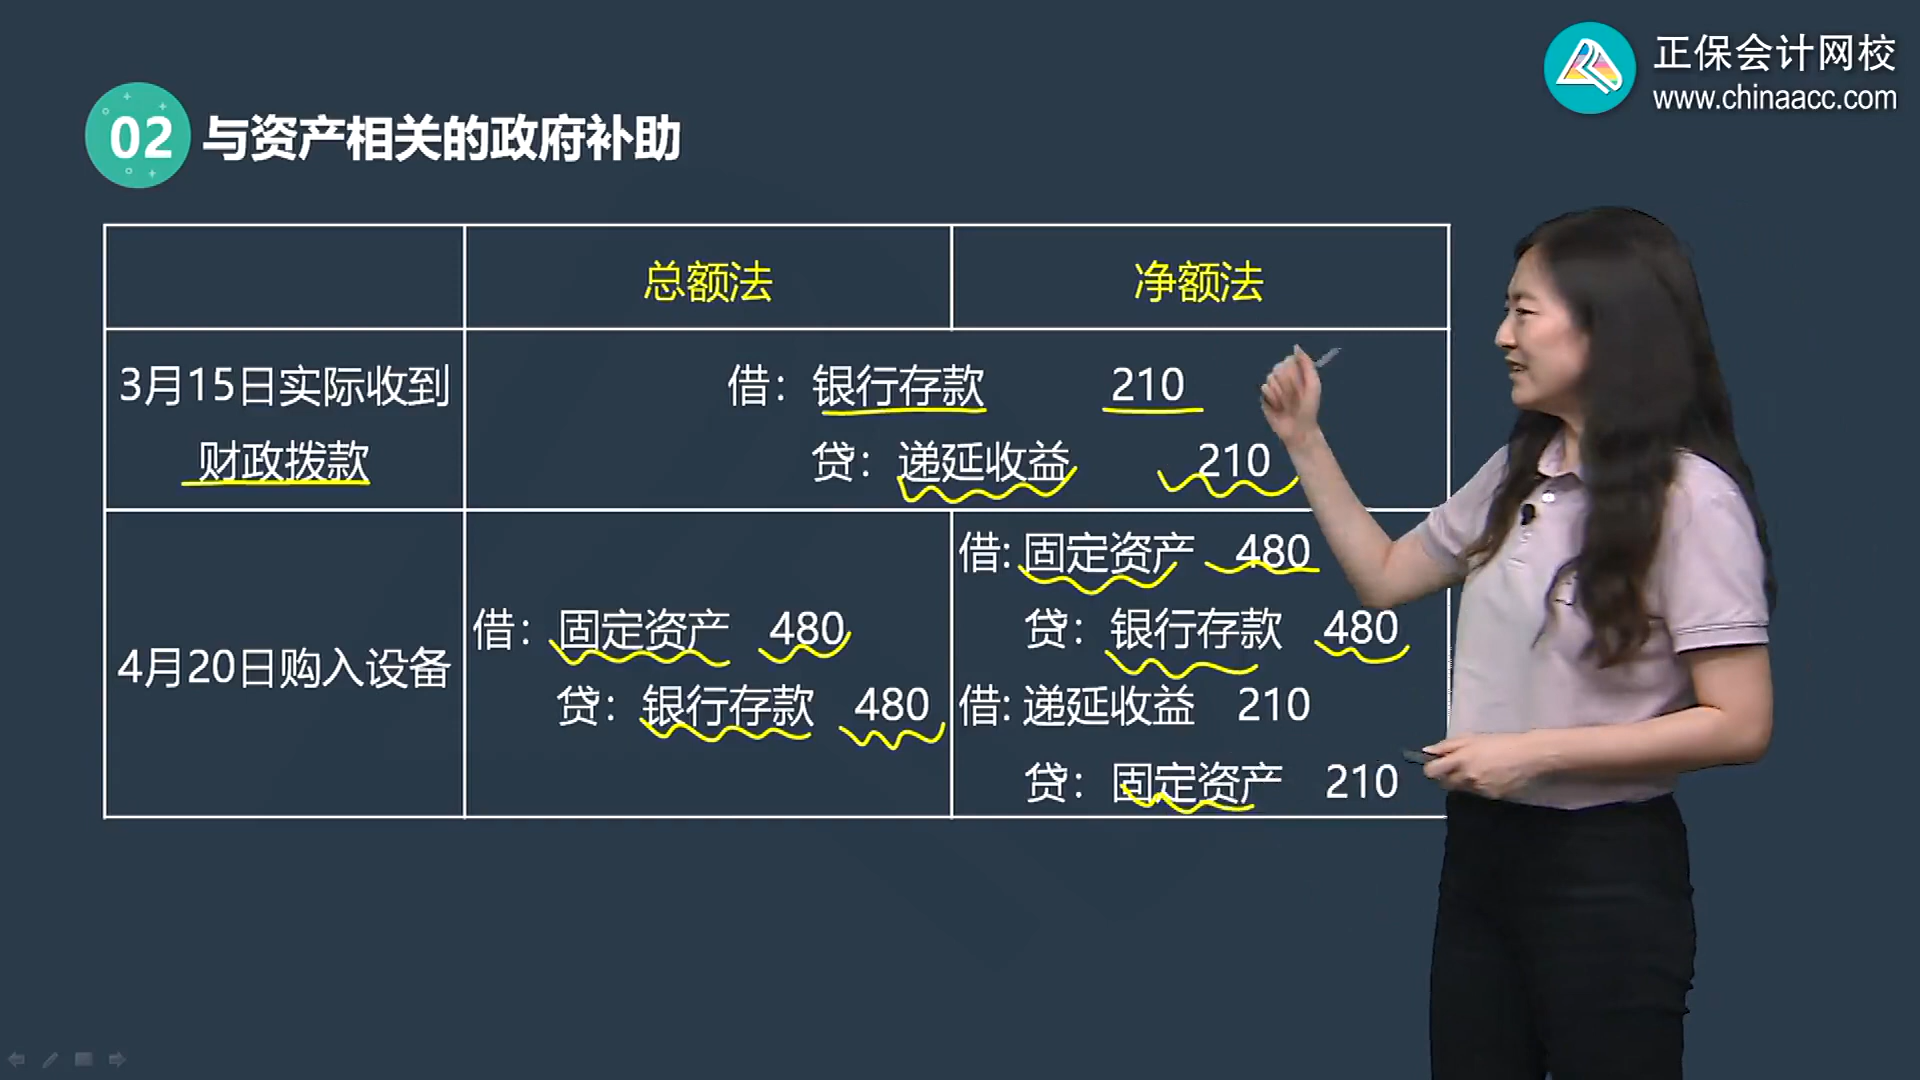 正保会计网校
www.chinaacc.com
02 与资产相关的政府补助
总额法 净额法
3月15日实际收到
财政拨款
借：银行存款 210
贷：递延收益 210
4月20日购入设备
借：固定资产 480
贷：银行存款 480
借：固定资产 480
贷：银行存款 480
借：递延收益 210
贷：固定资产 210